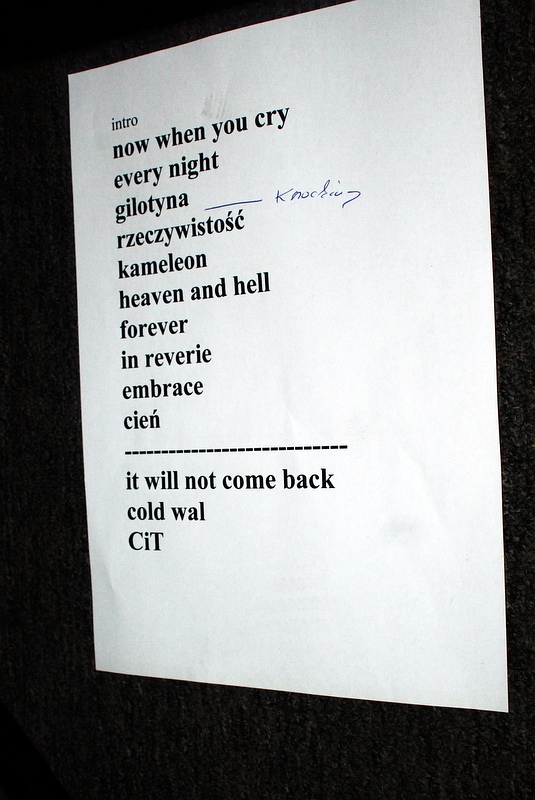 intro
now when you cry
every night
gilotyna —— Knocking
rzeczywistość
kameleon
heaven and hell
forever
in reverie
embrace
cień
----------------------------
it will not come back
cold wal
CiT